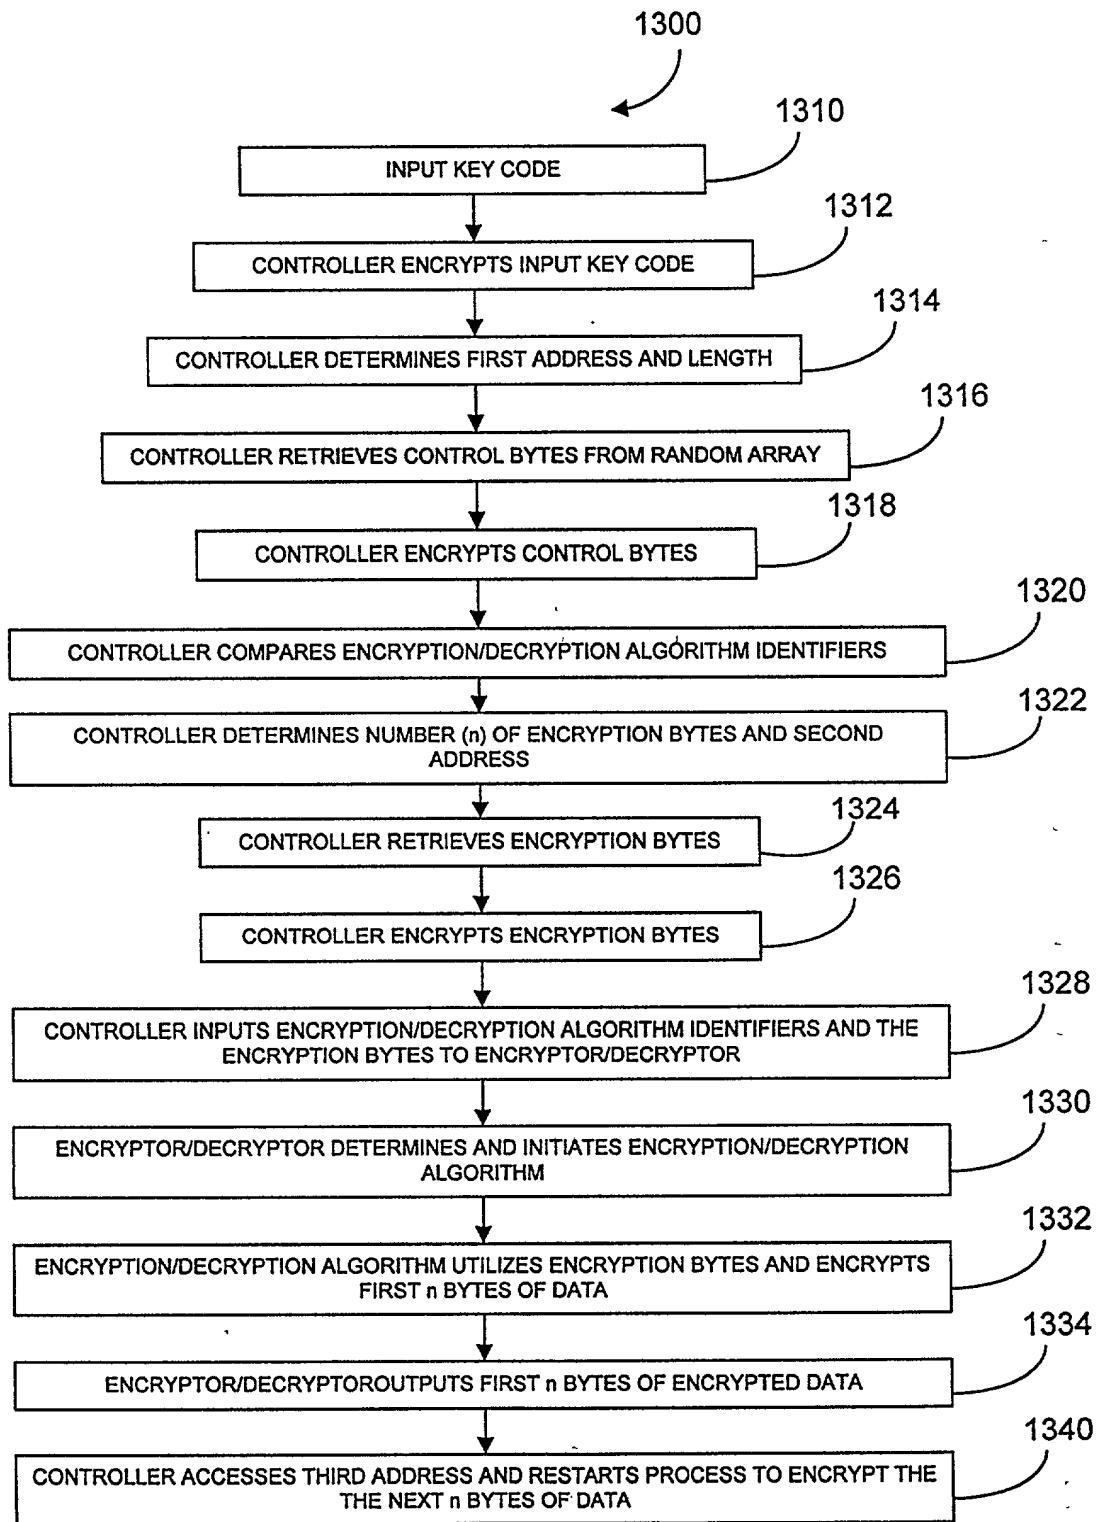 1300
1310
INPUT KEY CODE
1312
CONTROLLER ENCRYPTS INPUT KEY CODE
1314
CONTROLLER DETERMINES FIRST ADDRESS AND LENGTH
1316
CONTROLLER RETRIEVES CONTROL BYTES FROM RANDOM ARRAY
1318
CONTROLLER ENCRYPTS CONTROL BYTES
1320
CONTROLLER COMPARES ENCRYPTION/DECRYPTION ALGORITHM IDENTIFIERS
1322
CONTROLLER DETERMINES NUMBER (n) OF ENCRYPTION BYTES AND SECOND
ADDRESS
1324
CONTROLLER RETRIEVES ENCRYPTION BYTES
1326
CONTROLLER ENCRYPTS ENCRYPTION BYTES
1328
CONTROLLER INPUTS ENCRYPTION/DECRYPTION ALGORITHM IDENTIFIERS AND THE
ENCRYPTION BYTES TO ENCRYPTOR/DECRYPTOR
1330
ENCRYPTOR/DECRYPTOR DETERMINES AND INITIATES ENCRYPTION/DECRYPTION
ALGORITHM
1332
ENCRYPTION/DECRYPTION ALGORITHM UTILIZES ENCRYPTION BYTES AND ENCRYPTS
FIRST n BYTES OF DATA
1334
ENCRYPTOR/DECRYPTOROUTPUTS FIRST n BYTES OF ENCRYPTED DATA
1340
CONTROLLER ACCESSES THIRD ADDRESS AND RESTARTS PROCESS TO ENCRYPT THE
THE NEXT n BYTES OF DATA